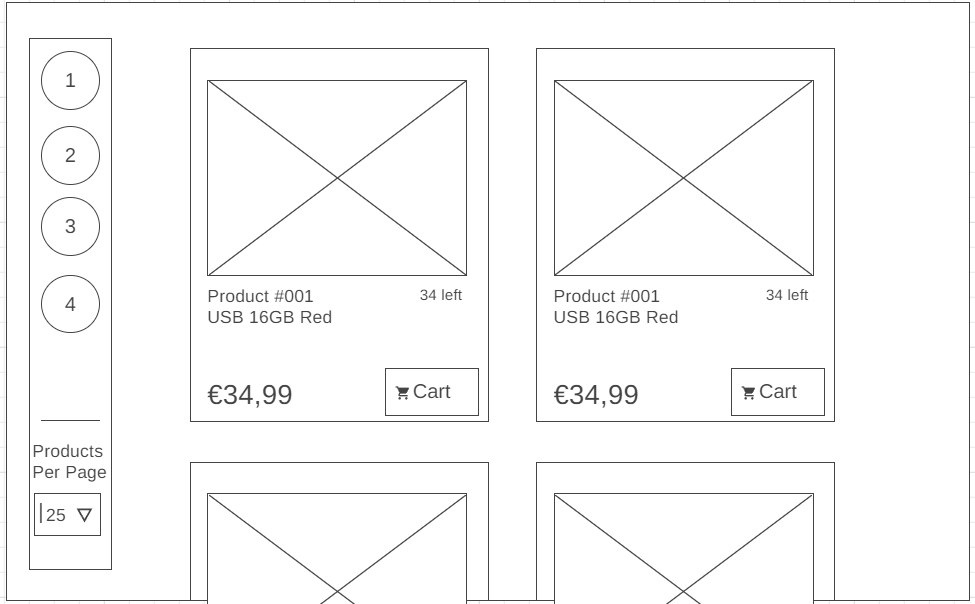 1
2
3
4
Products
Per Page
25
Product #001
34 left
USB 16GB Red
€34,99
Cart
Product #001
34 left
USB 16GB Red
€34,99
Cart